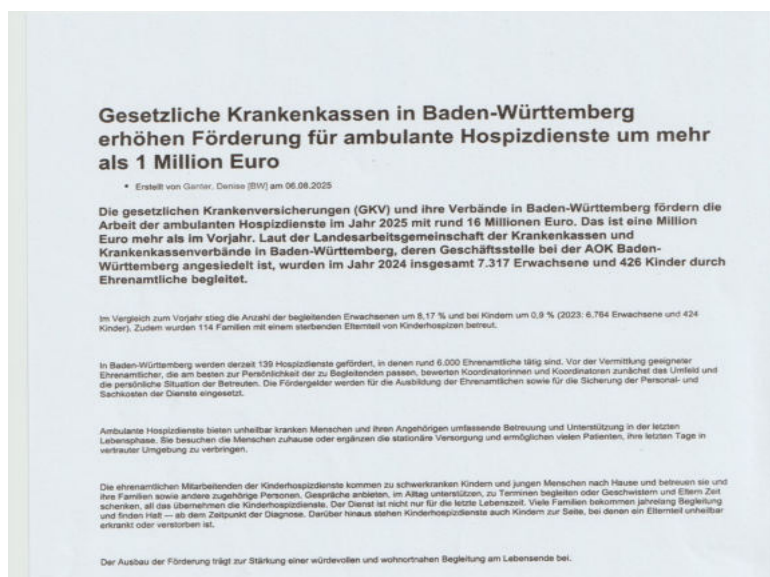 Gesetzliche Krankenkassen in Baden-Württemberg
erhöhen Förderung für ambulante Hospizdienste um mehr
als 1 Million Euro
• Erstellt von Ganter, Denise [BW] am 06.08.2025
Die gesetzlichen Krankenversicherungen (GKV) und ihre Verbände in Baden-Württemberg fördern die
Arbeit der ambulanten Hospizdienste im Jahr 2025 mit rund 16 Millionen Euro. Das ist eine Million
Euro mehr als im Vorjahr. Laut der Landesarbeitsgemeinschaft der Krankenkassen und
Krankenkassenverbände in Baden-Württemberg, deren Geschäftsstelle bei der AOK Baden-
Württemberg angesiedelt ist, wurden im Jahr 2024 insgesamt 7.317 Erwachsene und 426 Kinder durch
Ehrenamtliche begleitet.
Im Vergleich zum Vorjahr stieg die Anzahl der begleitenden Erwachsenen um 8,17 % und bei Kindern um 0,9 % (2023: 6.764 Erwachsene und 424
Kinder). Zudem wurden 114 Familien mit einem sterbenden Elternteil von Kinderhospizen betreut.
In Baden-Württemberg werden derzeit 139 Hospizdienste gefördert, in denen rund 6.000 Ehrenamtliche tätig sind. Vor der Vermittlung geeigneter
Ehrenamtlicher, die am besten zur Persönlichkeit der zu Begleitenden passen, bewerten Koordinatorinnen und Koordinatoren zunächst das Umfeld und
die persönliche Situation der Betreuten. Die Fördergelder werden für die Ausbildung der Ehrenamtlichen sowie für die Sicherung der Personal- und
Sachkosten der Dienste eingesetzt.
Ambulante Hospizdienste bieten unheilbar kranken Menschen und ihren Angehörigen umfassende Betreuung und Unterstützung in der letzten
Lebensphase. Sie besuchen die Menschen zuhause oder ergänzen die stationäre Versorgung und ermöglichen vielen Patienten, ihre letzten Tage in
vertrauter Umgebung zu verbringen.
Die ehrenamtlichen Mitarbeitenden der Kinderhospizdienste kommen zu schwerkranken Kindern und jungen Menschen nach Hause und betreuen sie und
ihre Familien sowie andere zugehörige Personen. Gespräche anbieten, im Alltag unterstützen, zu Terminen begleiten oder Geschwistern und Eltern Zeit
schenken, all das übernehmen die Kinderhospizdienste. Der Dienst ist nicht nur für die letzte Lebenszeit. Viele Familien bekommen jahrelang Begleitung
und finden Halt — ab dem Zeitpunkt der Diagnose. Darüber hinaus stehen Kinderhospizdienste auch Kindern zur Seite, bei denen ein Elternteil unheilbar
erkrankt oder verstorben ist.
Der Ausbau der Förderung trägt zur Stärkung einer würdevollen und wohnortnahen Begleitung am Lebensende bei.